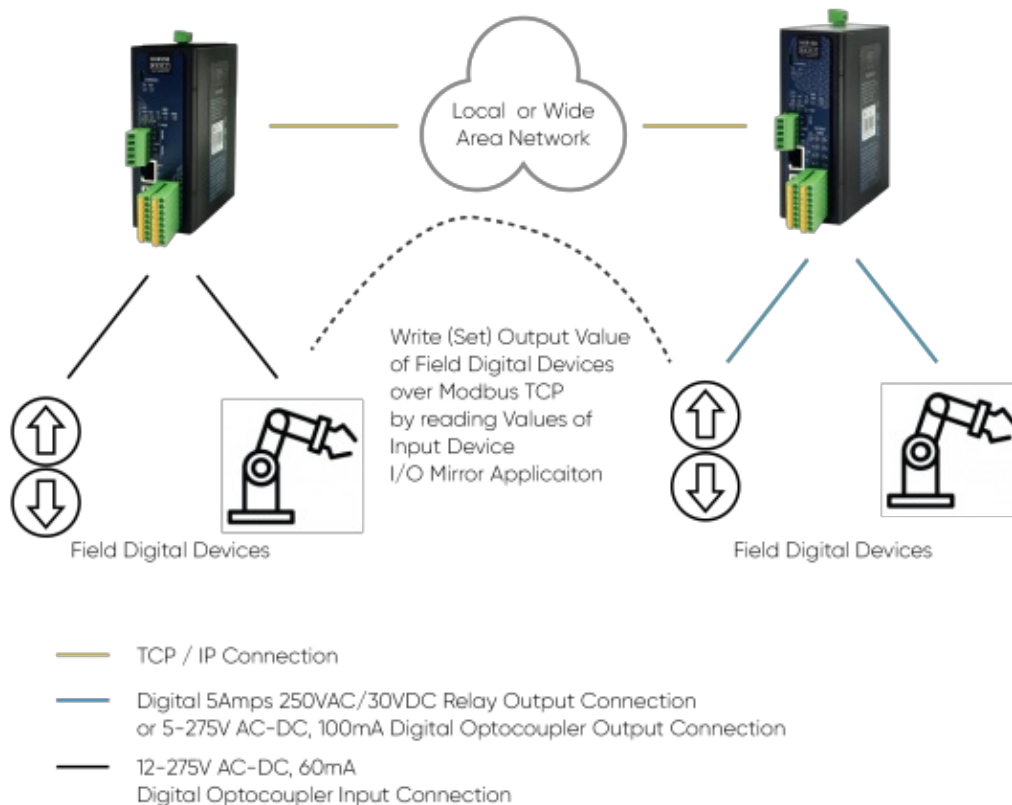 Local or Wide
Area Network
Write (Set) Output Value
of Field Digital Devices
over Modbus TCP
by reading Values of
Input Device
I/O Mirror Applicaiton
Field Digital Devices
Field Digital Devices
TCP / IP Connection
Digital 5Amps 250VAC/30VDC Relay Output Connection
or 5-275V AC-DC, 100mA Digital Optocoupler Output Connection
12-275V AC-DC, 60mA
Digital Optocoupler Input Connection